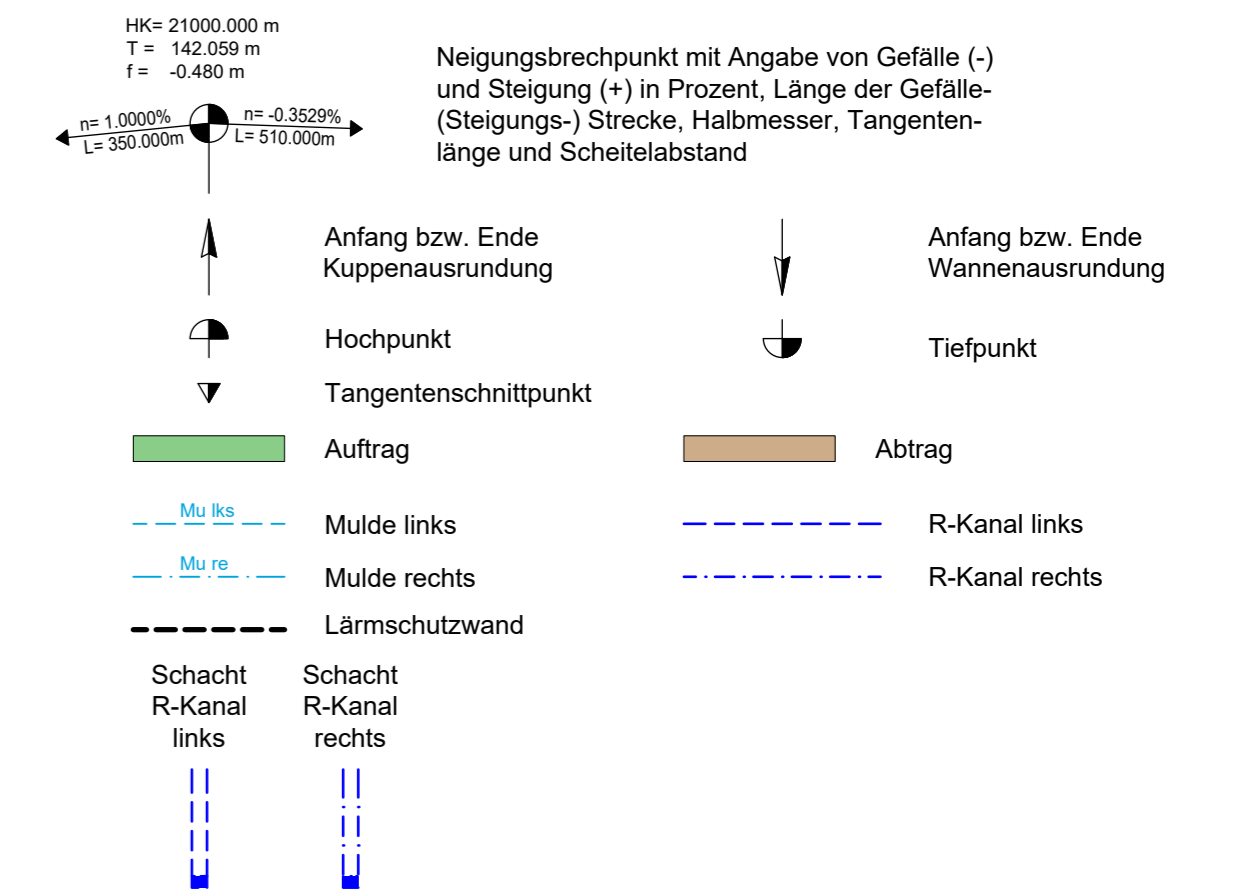 HK= 21000.000 m
T = 142.059 m
f = -0.480 m
n= 1.0000%
L= 350.000m
n= -0.3529%
L= 510.000m
Neigungsbrechpunkt mit Angabe von Gefälle (-)
und Steigung (+) in Prozent, Länge der Gefälle-
(Steigungs-) Strecke, Halbmesser, Tangenten-
länge und Scheitelabstand
Anfang bzw. Ende
Kuppenausrundung
Anfang bzw. Ende
Wannenausrundung
Hochpunkt
Tiefpunkt
Tangentenschnittpunkt
Auftrag
Abtrag
Mu lks
Mulde links
R-Kanal links
Mu re
Mulde rechts
R-Kanal rechts
Lärmschutzwand
Schacht
R-Kanal
links
Schacht
R-Kanal
rechts